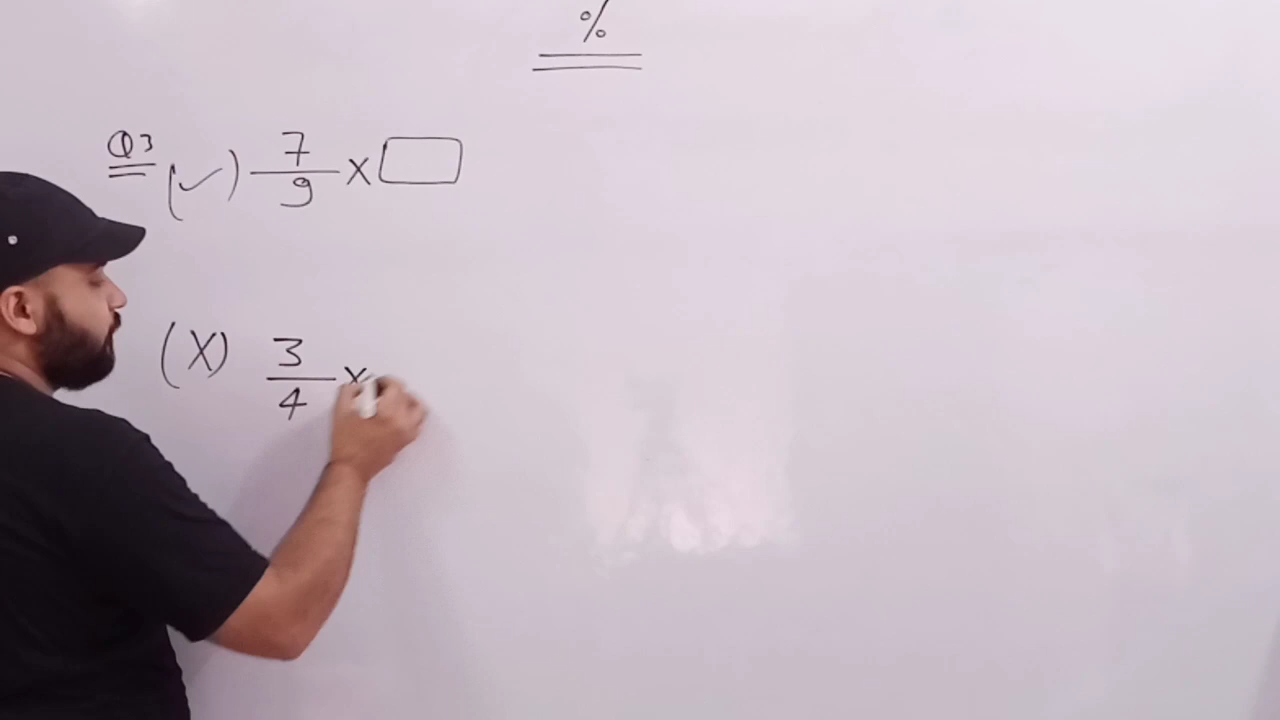 %
Q3 (✓) 7/9 X
(X) 3/4 X